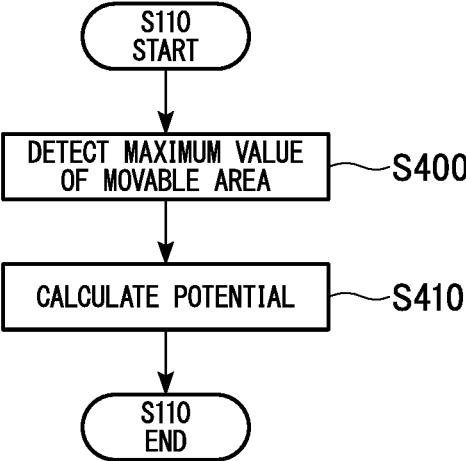 S110
START
DETECT MAXIMUM VALUE
OF MOVABLE AREA
S400
CALCULATE POTENTIAL
S410
S110
END